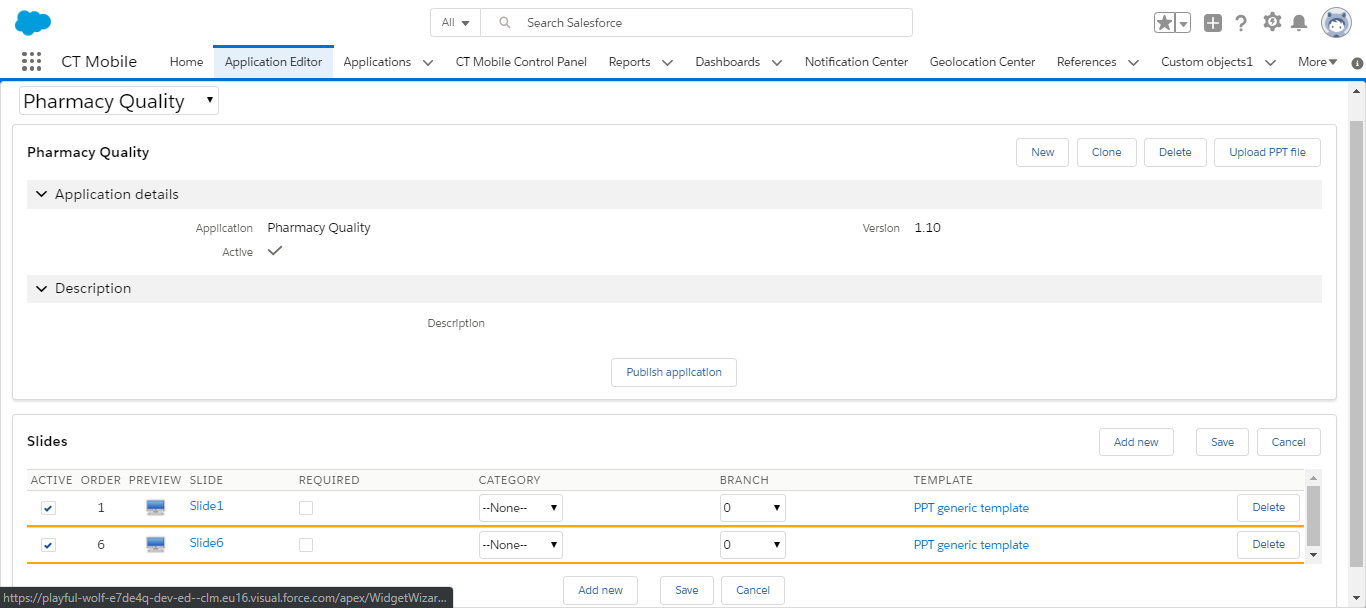 All Search Salesforce
CT Mobile Home Application Editor Applications CT Mobile Control Panel Reports Dashboards Notification Center Geolocation Center References Custom objects1 More
Pharmacy Quality
Pharmacy Quality New Clone Delete Upload PPT file
Application details
Application Pharmacy Quality Version 1.10
Active
Description
Description
Publish application
Slides Add new Save Cancel
ACTIVE ORDER PREVIEW SLIDE REQUIRED CATEGORY BRANCH TEMPLATE
1 Slide1 --None-- 0 PPT generic template Delete
6 Slide6 --None-- 0 PPT generic template Delete
Add new Save Cancel
https://playful-wolf-e7de4q-dev-ed--clm.eu16.visual.force.com/apex/WidgetWizar...